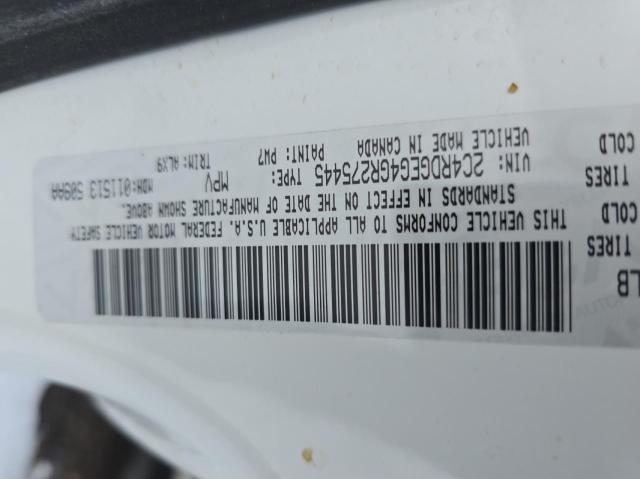 LB
TIRES COLD
TIRES COLD
THIS VEHICLE CONFORMS TO ALL APPLICABLE U.S.A. FEDERAL MOTOR VEHICLE SAFETY
STANDARDS IN EFFECT ON THE DATE OF MANUFACTURE SHOWN ABOVE.
VIN: 2C4RDGEG4GR275445 TYPE: MPV MDH: 011513 509AA
VEHICLE MADE IN CANADA PAINT: PW7 TRIM: ALX9